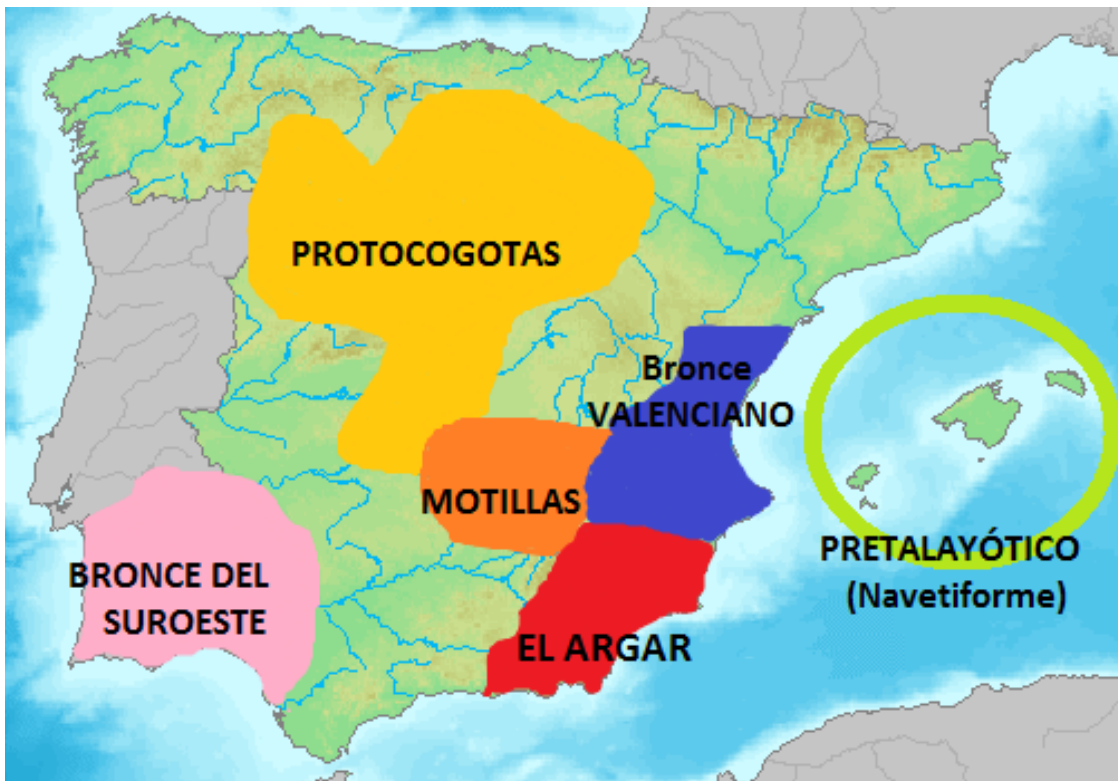 PROTOCOGOTAS
Bronce
VALENCIANO
MOTILLAS
PRETALAYÓTICO
(Navetiforme)
BRONCE DEL
SUROESTE
EL ARGAR